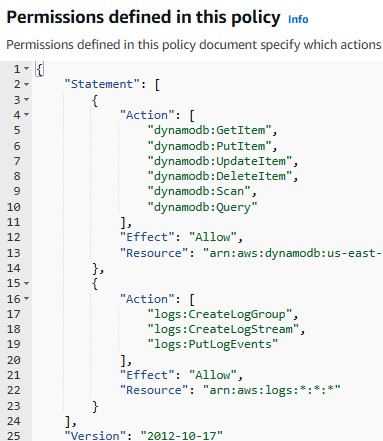 Permissions defined in this policy Info
Permissions defined in this policy document specify which actions
1 {
2 "Statement": [
3 {
4 "Action": [
5 "dynamodb:GetItem",
6 "dynamodb:PutItem",
7 "dynamodb:UpdateItem",
8 "dynamodb:DeleteItem",
9 "dynamodb:Scan",
10 "dynamodb:Query"
11 ],
12 "Effect": "Allow",
13 "Resource": "arn:aws:dynamodb:us-east-
14 },
15 {
16 "Action": [
17 "logs:CreateLogGroup",
18 "logs:CreateLogStream",
19 "logs:PutLogEvents"
20 ],
21 "Effect": "Allow",
22 "Resource": "arn:aws:logs:*:*:*"
23 }
24 ],
25 "Version": "2012-10-17"